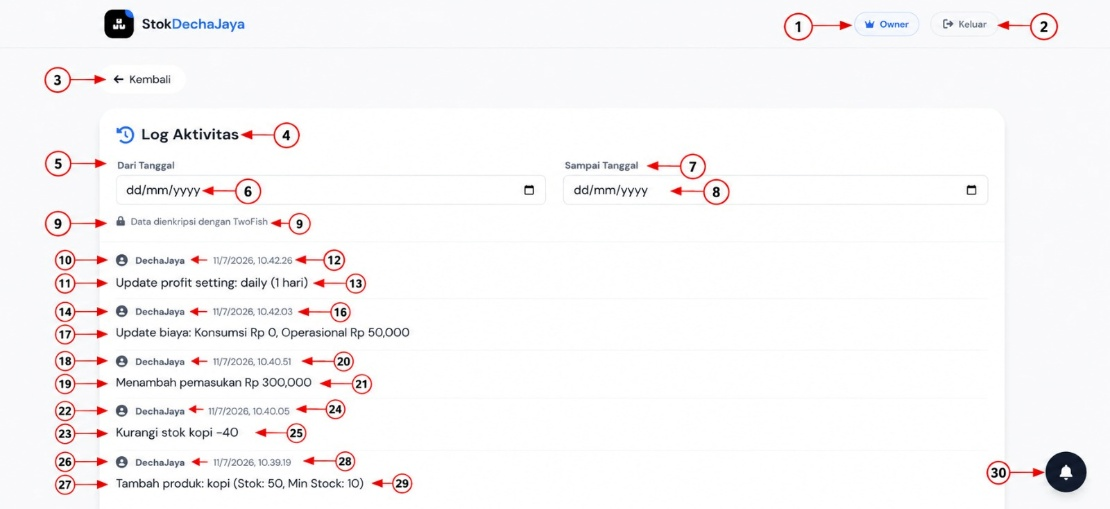 StokDechaJaya 1 Owner Keluar 2
3 Kembali
Log Aktivitas 4
5 Dari Tanggal Sampai Tanggal 7
dd/mm/yyyy 6 dd/mm/yyyy 8
9 Data dienkripsi dengan TwoFish 9
10 DechaJaya 11/7/2026, 10.42.26 12
11 Update profit setting: daily (1 hari) 13
14 DechaJaya 11/7/2026, 10.42.03 16
17 Update biaya: Konsumsi Rp 0, Operasional Rp 50,000
18 DechaJaya 11/7/2026, 10.40.51 20
19 Menambah pemasukan Rp 300,000 21
22 DechaJaya 11/7/2026, 10.40.05 24
23 Kurangi stok kopi -40 25
26 DechaJaya 11/7/2026, 10.39.19 28
27 Tambah produk: kopi (Stok: 50, Min Stock: 10) 29
30